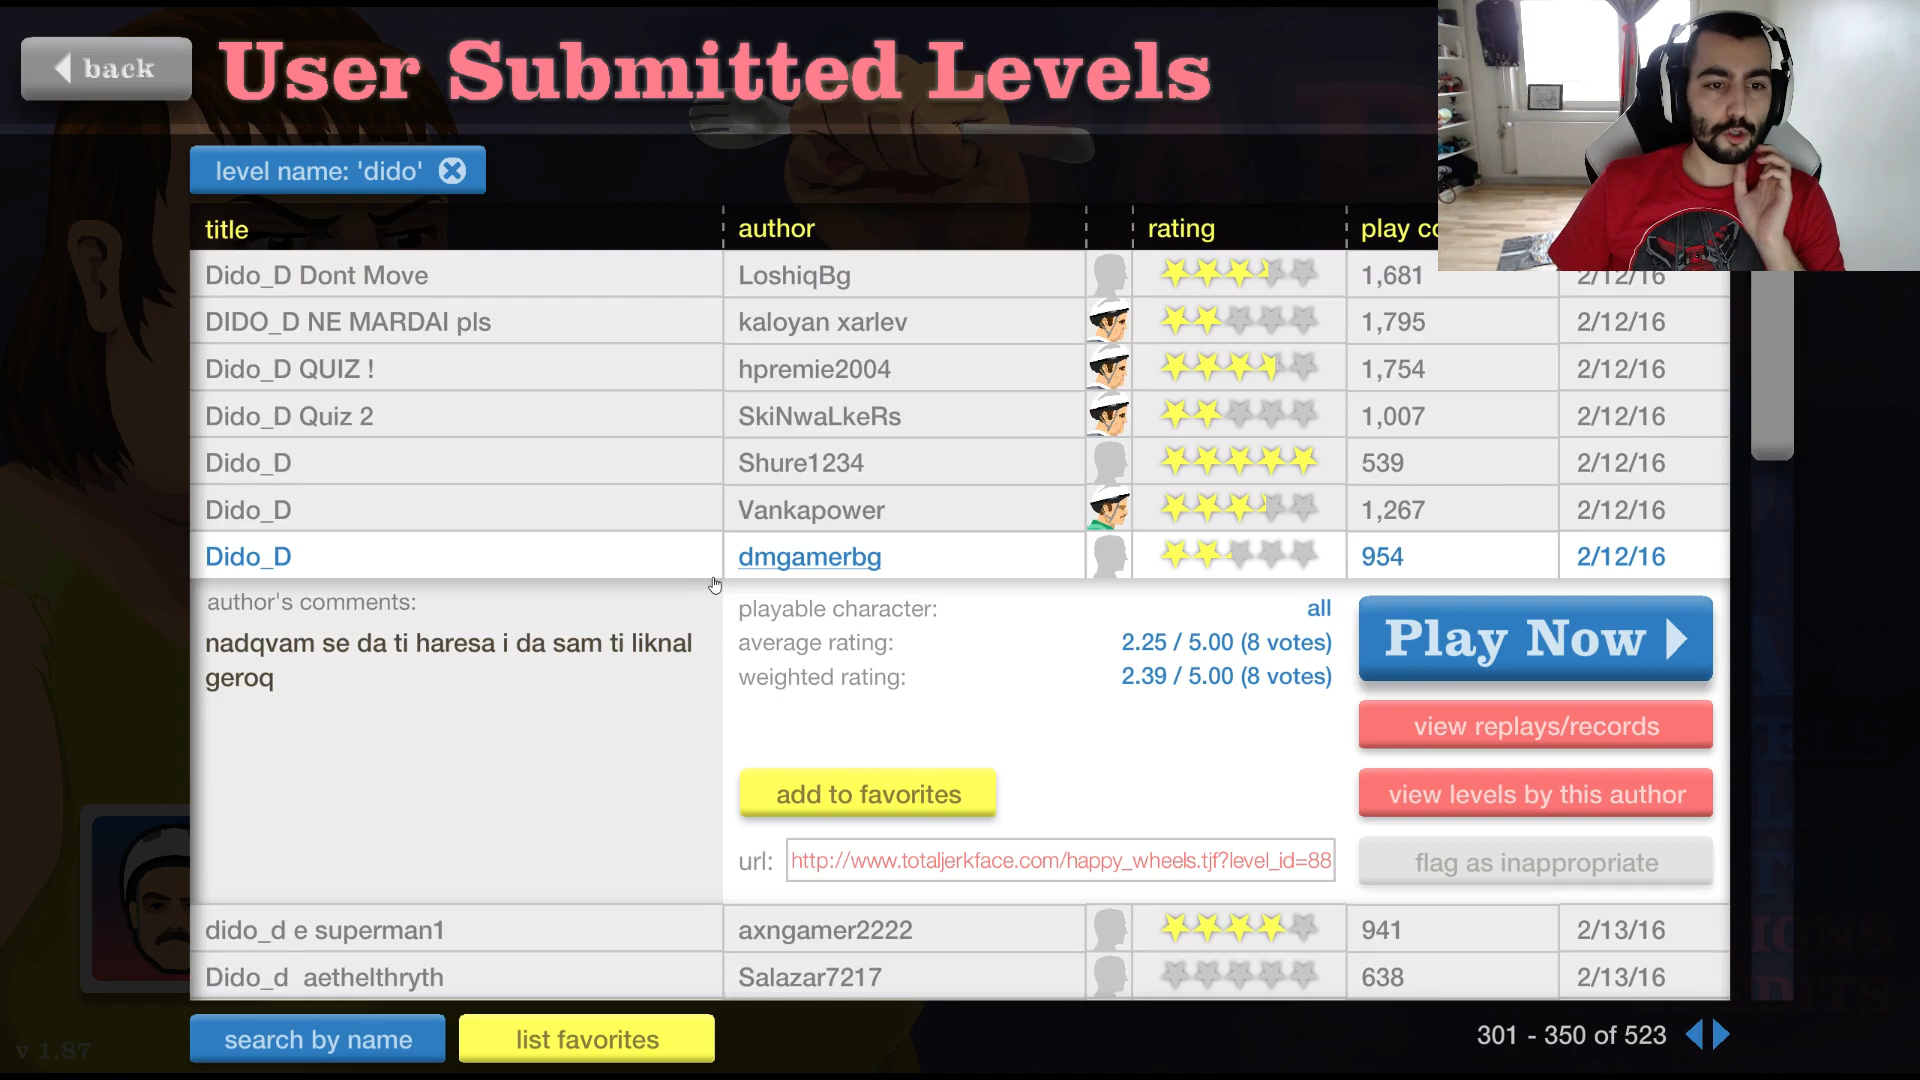 back
User Submitted Levels
level name: 'dido'
title author rating play co
Dido_D Dont Move LoshiqBg 1,681 2/12/16
DIDO_D NE MARDAI pls kaloyan xarlev 1,795 2/12/16
Dido_D QUIZ ! hpremie2004 1,754 2/12/16
Dido_D Quiz 2 SkiNwaLkeRs 1,007 2/12/16
Dido_D Shure1234 539 2/12/16
Dido_D Vankapower 1,267 2/12/16
Dido_D dmgamerbg 954 2/12/16
author's comments:
nadqvam se da ti haresa i da sam ti liknal
geroq
playable character: all
average rating: 2.25 / 5.00 (8 votes)
weighted rating: 2.39 / 5.00 (8 votes)
add to favorites
url: http://www.totaljerkface.com/happy_wheels.tjf?level_id=88
Play Now
view replays/records
view levels by this author
flag as inappropriate
dido_d e superman1 axngamer2222 941 2/13/16
Dido_d aethelthryth Salazar7217 638 2/13/16
search by name list favorites 301 - 350 of 523
v 1.87